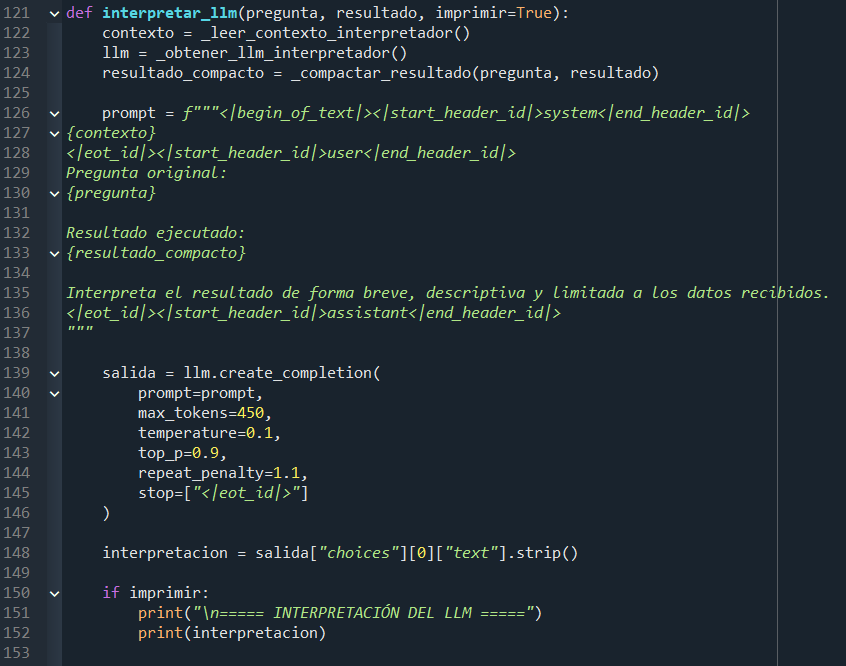 121 def interpretar_llm(pregunta, resultado, imprimir=True):
122     contexto = _leer_contexto_interpretador()
123     llm = _obtener_llm_interpretador()
124     resultado_compacto = _compactar_resultado(pregunta, resultado)
125
126     prompt = f"""<|begin_of_text|><|start_header_id|>system<|end_header_id|>
127 {contexto}
128 <|eot_id|><|start_header_id|>user<|end_header_id|>
129 Pregunta original:
130 {pregunta}
131
132 Resultado ejecutado:
133 {resultado_compacto}
134
135 Interpreta el resultado de forma breve, descriptiva y limitada a los datos recibidos.
136 <|eot_id|><|start_header_id|>assistant<|end_header_id|>
137 """
138
139     salida = llm.create_completion(
140         prompt=prompt,
141         max_tokens=450,
142         temperature=0.1,
143         top_p=0.9,
144         repeat_penalty=1.1,
145         stop=["<|eot_id|>"]
146     )
147
148     interpretacion = salida["choices"][0]["text"].strip()
149
150     if imprimir:
151         print("\n===== INTERPRETACIÓN DEL LLM =====")
152         print(interpretacion)
153